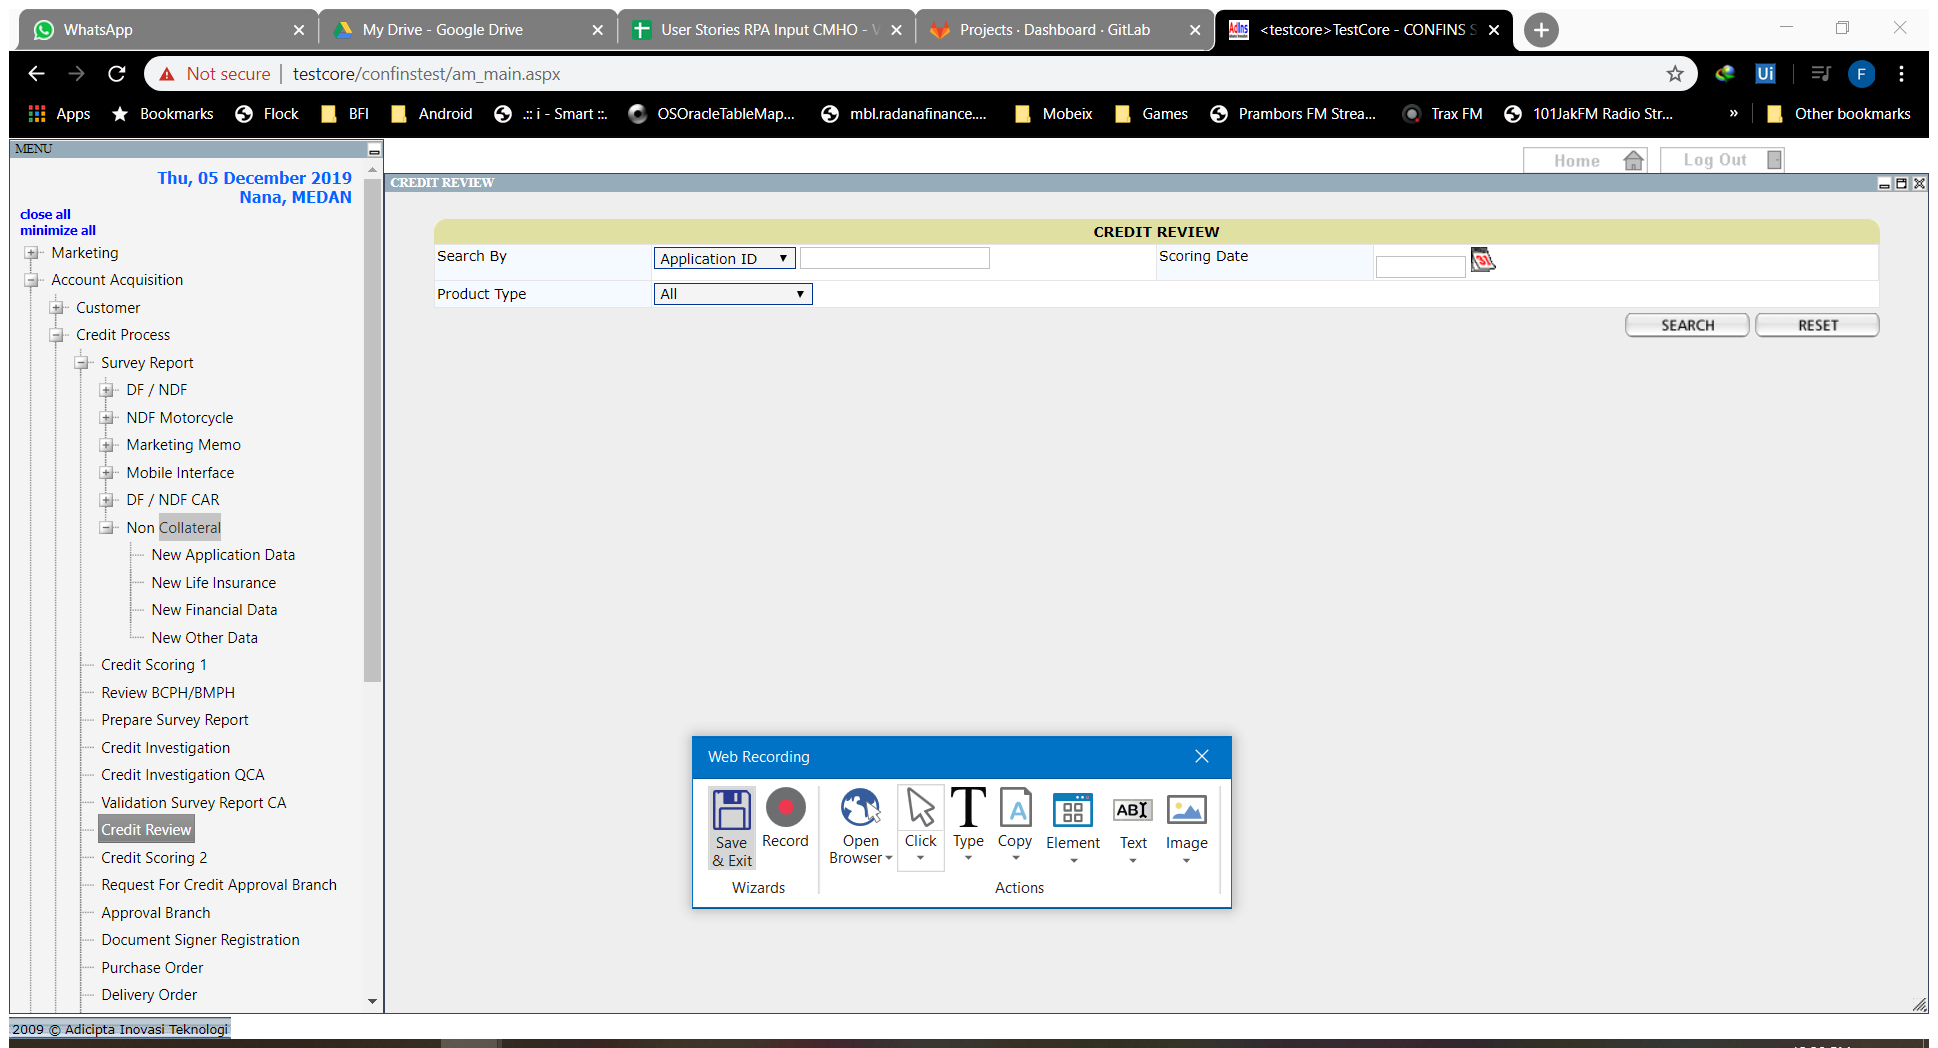 WhatsApp
My Drive - Google Drive
User Stories RPA Input CMHO -
Projects · Dashboard · GitLab
AdIns
<testcore>TestCore - CONFINS S
Not secure
testcore/confinstest/am_main.aspx
Ui
F
Apps
Bookmarks
Flock
BFI
Android
.:: i - Smart ::.
OSOracleTableMap...
mbl.radanafinance....
Mobeix
Games
Prambors FM Strea...
Trax FM
101JakFM Radio Str...
»
Other bookmarks
MENU
Home
Log Out
Thu, 05 December 2019
Nana, MEDAN
close all
minimize all
Marketing
Account Acquisition
Customer
Credit Process
Survey Report
DF / NDF
NDF Motorcycle
Marketing Memo
Mobile Interface
DF / NDF CAR
Non Collateral
New Application Data
New Life Insurance
New Financial Data
New Other Data
Credit Scoring 1
Review BCPH/BMPH
Prepare Survey Report
Credit Investigation
Credit Investigation QCA
Validation Survey Report CA
Credit Review
Credit Scoring 2
Request For Credit Approval Branch
Approval Branch
Document Signer Registration
Purchase Order
Delivery Order
2009 © Adicipta Inovasi Teknologi
CREDIT REVIEW
CREDIT REVIEW
Search By
Application ID
Scoring Date
31
Product Type
All
SEARCH
RESET
Web Recording
Save & Exit
Record
Open Browser
Click
T
Type
A
Copy
Element
ABI
Text
Image
Wizards
Actions